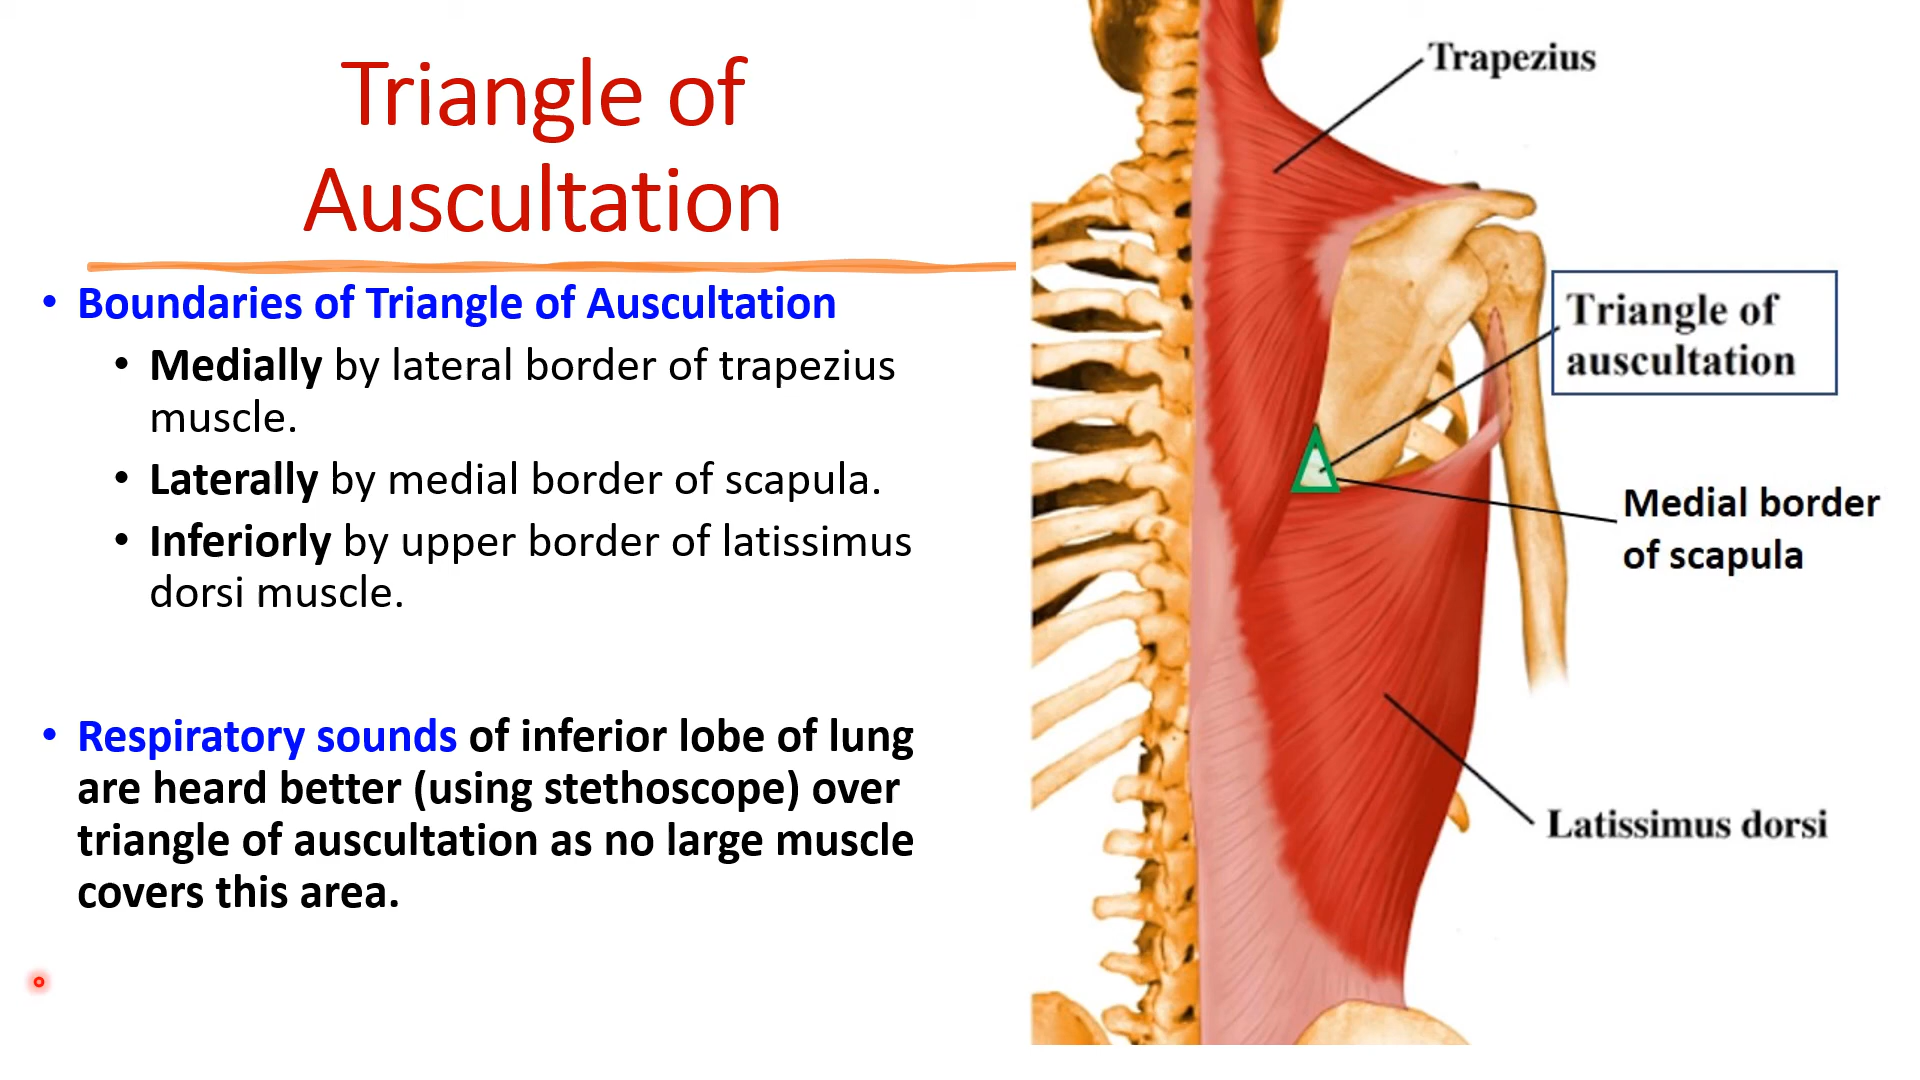 Triangle of
Auscultation
• Boundaries of Triangle of Auscultation
• Medially by lateral border of trapezius
muscle.
• Laterally by medial border of scapula.
• Inferiorly by upper border of latissimus
dorsi muscle.
• Respiratory sounds of inferior lobe of lung
are heard better (using stethoscope) over
triangle of auscultation as no large muscle
covers this area.
Trapezius
Triangle of
auscultation
Medial border
of scapula
Latissimus dorsi